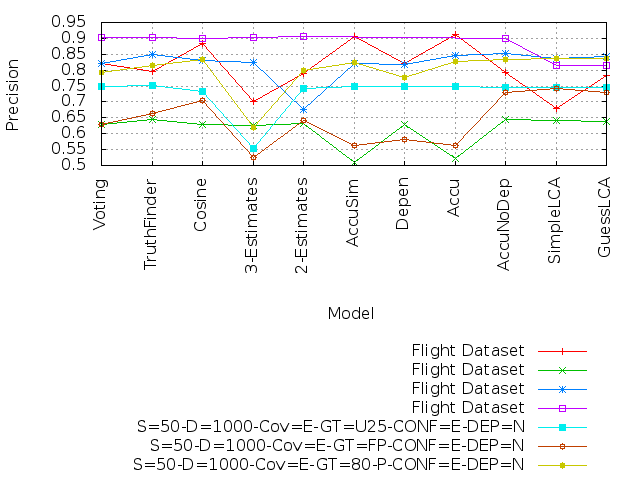 0.95
0.9
0.85
0.8
0.75
0.7
0.65
0.6
0.55
0.5
Precision
Voting
TruthFinder
Cosine
3-Estimates
2-Estimates
AccuSim
Depen
Accu
AccuNoDep
SimpleLCA
GuessLCA
Model
Flight Dataset
Flight Dataset
Flight Dataset
Flight Dataset
S=50-D=1000-Cov=E-GT=U25-CONF=E-DEP=N
S=50-D=1000-Cov=E-GT=FP-CONF=E-DEP=N
S=50-D=1000-Cov=E-GT=80-P-CONF=E-DEP=N